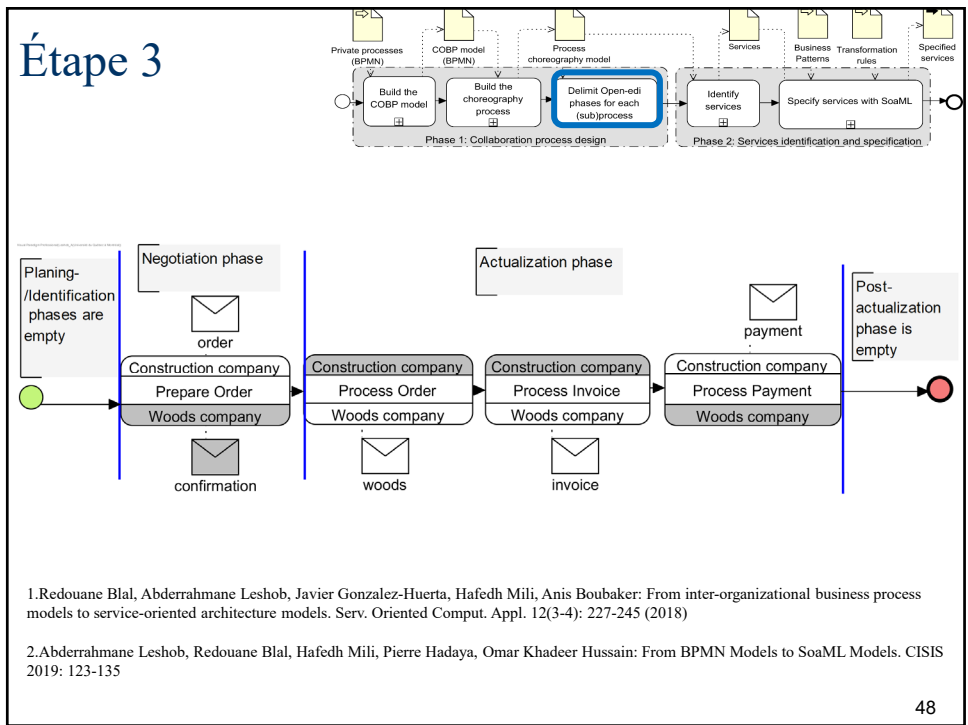 Étape 3
Private processes
(BPMN)
COBP model
(BPMN)
Process
choreography model
Services
Business
Patterns
Transformation
rules
Specified
services
Build the
COBP model
Build the
choreography
process
Delimit Open-edi
phases for each
(sub)process
Identify
services
Specify services with SoaML
Phase 1: Collaboration process design
Phase 2: Services identification and specification
Planing-
/Identification
phases are
empty
Negotiation phase
Actualization phase
Post-
actualization
phase is
empty
order
payment
Construction company
Prepare Order
Woods company
Construction company
Process Order
Woods company
Construction company
Process Invoice
Woods company
Construction company
Process Payment
Woods company
confirmation
woods
invoice
1.Redouane Blal, Abderrahmane Leshob, Javier Gonzalez-Huerta, Hafedh Mili, Anis Boubaker: From inter-organizational business process
models to service-oriented architecture models. Serv. Oriented Comput. Appl. 12(3-4): 227-245 (2018)
2.Abderrahmane Leshob, Redouane Blal, Hafedh Mili, Pierre Hadaya, Omar Khadeer Hussain: From BPMN Models to SoaML Models. CISIS
2019: 123-135
48